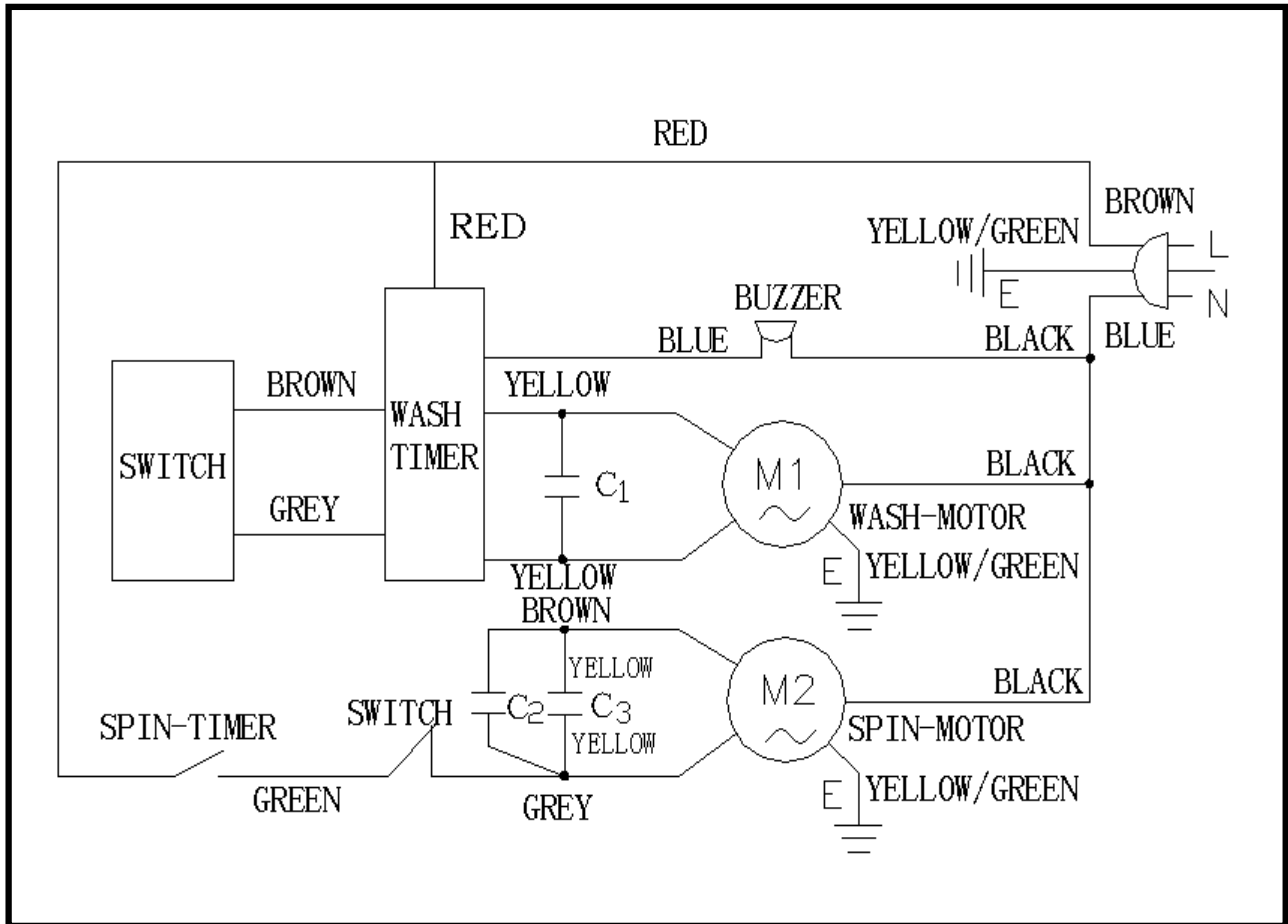 RED
BROWN
YELLOW/GREEN
L
RED
E
N
BUZZER
BLUE
BLACK
BLUE
BROWN
YELLOW
WASH
TIMER
SWITCH
C1
M1
BLACK
GREY
WASH-MOTOR
YELLOW
E
YELLOW/GREEN
BROWN
YELLOW
M2
BLACK
SWITCH
C2
C3
SPIN-TIMER
YELLOW
SPIN-MOTOR
GREEN
GREY
E
YELLOW/GREEN